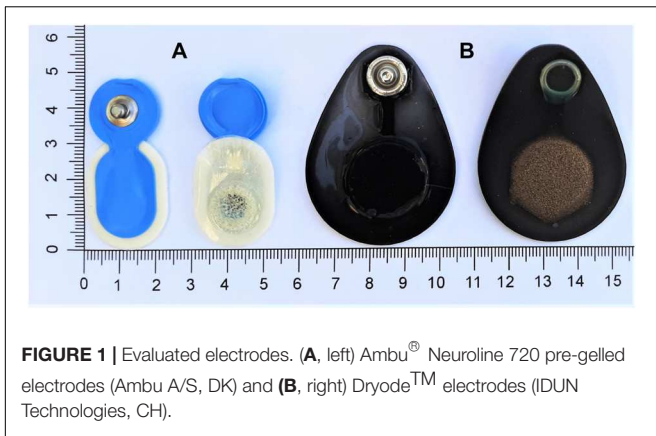 A
B
6
5
4
3
2
1
0
0 1 2 3 4 5 6 7 8 9 10 11 12 13 14 15
FIGURE 1 | Evaluated electrodes. (A, left) Ambu® Neuroline 720 pre-gelled
electrodes (Ambu A/S, DK) and (B, right) Dryode™ electrodes (IDUN
Technologies, CH).